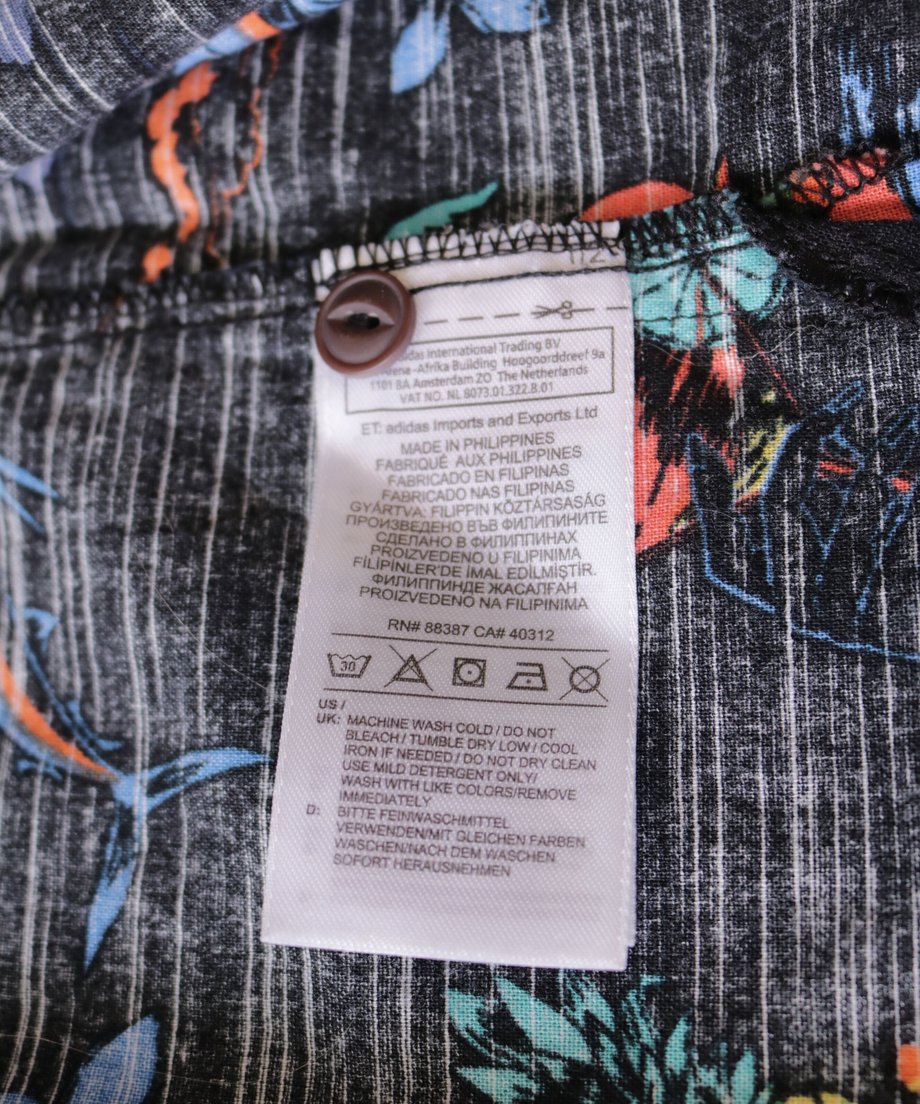 adidas International Trading BV
-Afrika Building Hoogoorddreef 9a
1101 BA Amsterdam ZO The Netherlands
VAT NO. NL 8073.01.322.B.01
ET: adidas Imports and Exports Ltd
MADE IN PHILIPPINES
FABRIQUÉ AUX PHILIPPINES
FABRICADO EN FILIPINAS
FABRICADO NAS FILIPINAS
GYÁRTVA: FILIPPIN KÖZTÁRSASÁG
ПРОИЗВЕДЕНО ВЪВ ФИЛИПИНИТЕ
СДЕЛАНО В ФИЛИППИНАХ
PROIZVEDENO U FILIPINIMA
FİLİPİNLER'DE IMAL EDİLMİŞTİR.
ФИЛИППИНДЕ ЖАСАЛҒАН
PROIZVEDENO NA FILIPINIMA
RN# 88387 CA# 40312
30
US /
UK: MACHINE WASH COLD / DO NOT
BLEACH / TUMBLE DRY LOW / COOL
IRON IF NEEDED / DO NOT DRY CLEAN
USE MILD DETERGENT ONLY/
WASH WITH LIKE COLORS/REMOVE
IMMEDIATELY
D: BITTE FEINWASCHMITTEL
VERWENDEN/MIT GLEICHEN FARBEN
WASCHEN/NACH DEM WASCHEN
SOFORT HERAUSNEHMEN